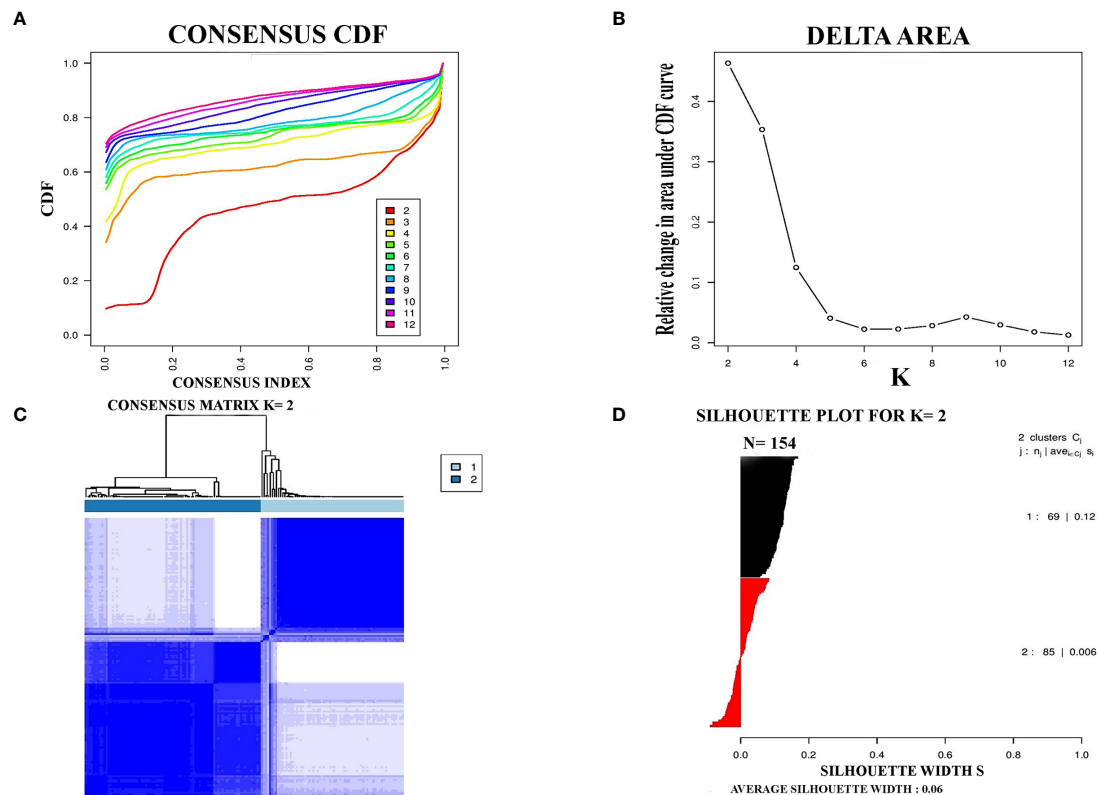 A
CONSENSUS CDF
CDF
1.0
0.8
0.6
0.4
0.2
0.0
2
3
4
5
6
7
8
9
10
11
12
0.0 0.2 0.4 0.6 0.8 1.0
CONSENSUS INDEX
B
DELTA AREA
Relative change in area under CDF curve
0.4
0.3
0.2
0.1
0.0
2 4 6 8 10 12
K
C
CONSENSUS MATRIX K= 2
1
2
D
SILHOUETTE PLOT FOR K= 2
N= 154
2 clusters Cj
j : nj | avei∈Cj si
1 : 69 | 0.12
2 : 85 | 0.006
0.0 0.2 0.4 0.6 0.8 1.0
SILHOUETTE WIDTH S
AVERAGE SILHOUETTE WIDTH : 0.06